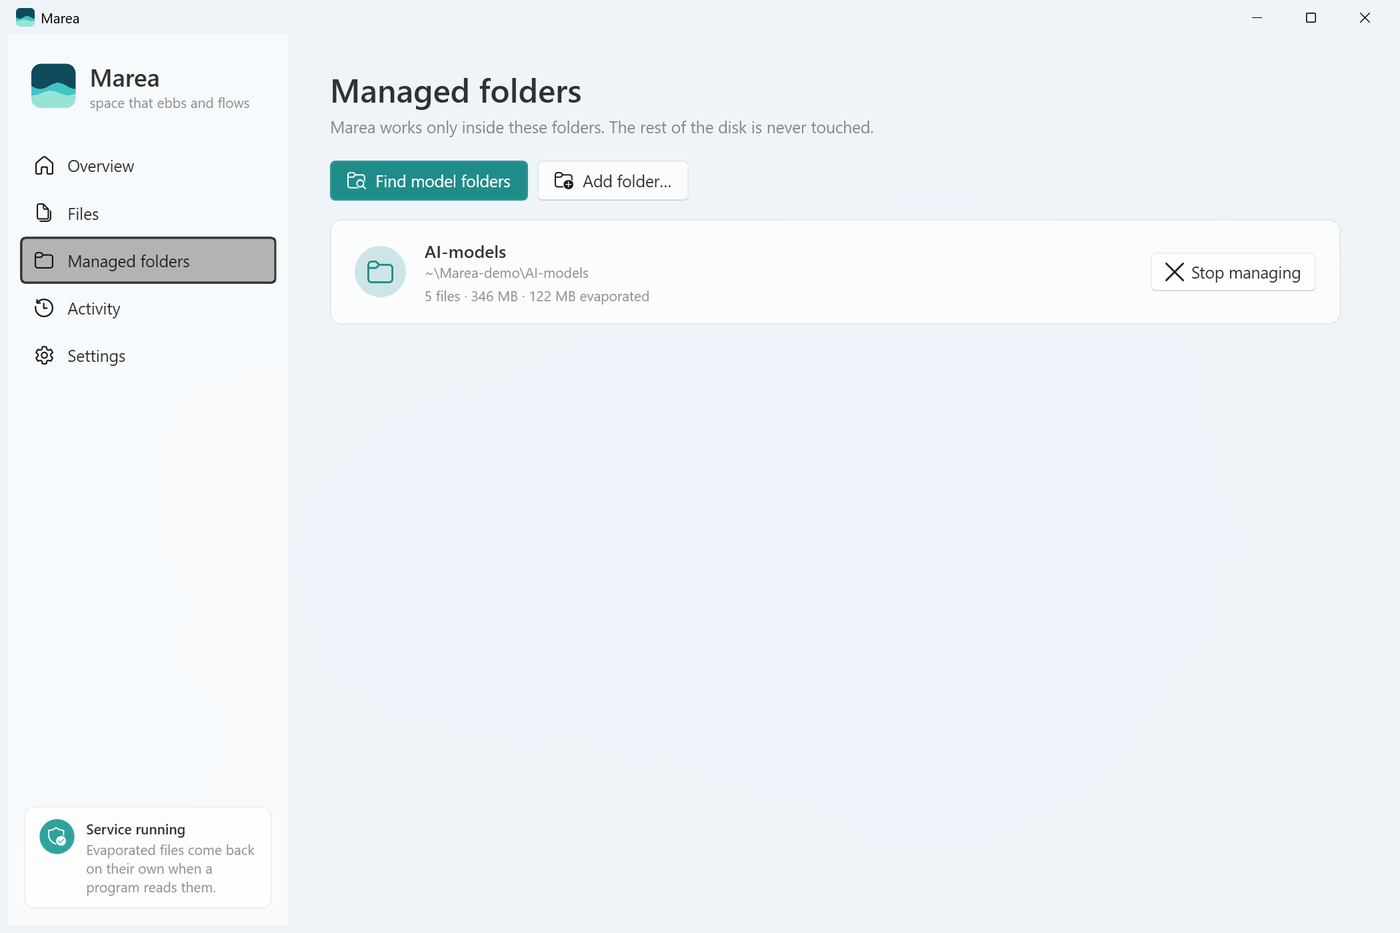 Marea
Marea
space that ebbs and flows
Overview
Files
Managed folders
Activity
Settings
Service running
Evaporated files come back
on their own when a
program reads them.
Managed folders
Marea works only inside these folders. The rest of the disk is never touched.
Find model folders
Add folder...
AI-models
~\Marea-demo\AI-models
5 files · 346 MB · 122 MB evaporated
Stop managing